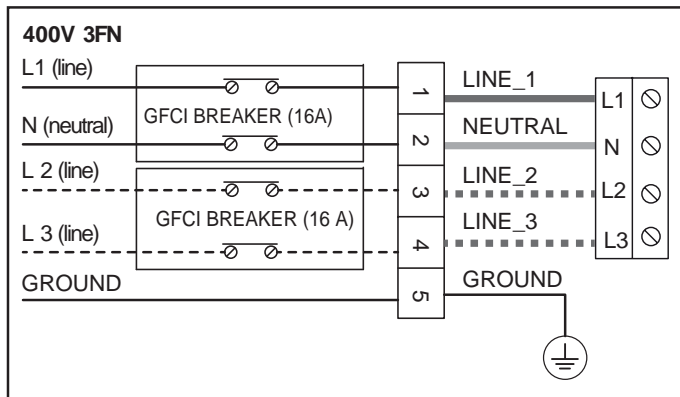 400V 3FN
L1 (line)
GFCI BREAKER (16A)
1
LINE_1
L1
N (neutral)
2
NEUTRAL
N
L 2 (line)
GFCI BREAKER (16 A)
3
LINE_2
L2
L 3 (line)
4
LINE_3
L3
GROUND
5
GROUND